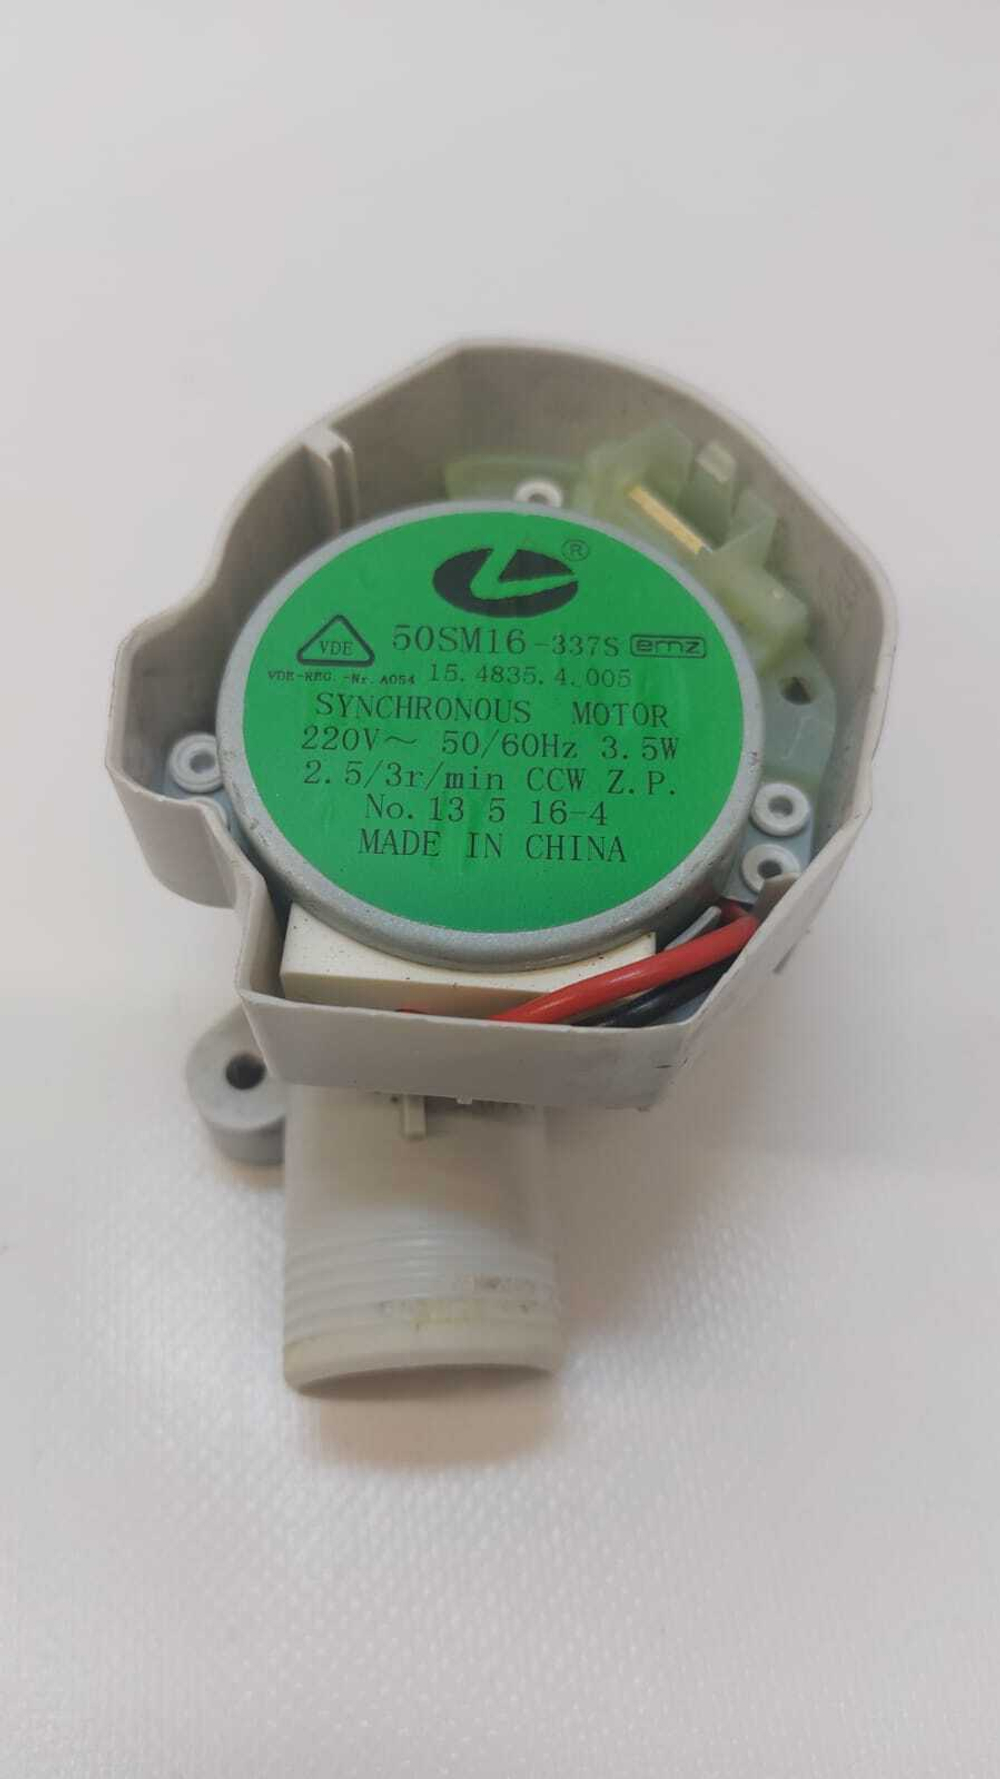 ®
50SM16-337S emz
VDE
VDE-REG.-Nr.A054 15.4835.4.005
SYNCHRONOUS MOTOR
220V~ 50/60Hz 3.5W
2.5/3r/min CCW Z.P.
No.13 5 16-4
MADE IN CHINA